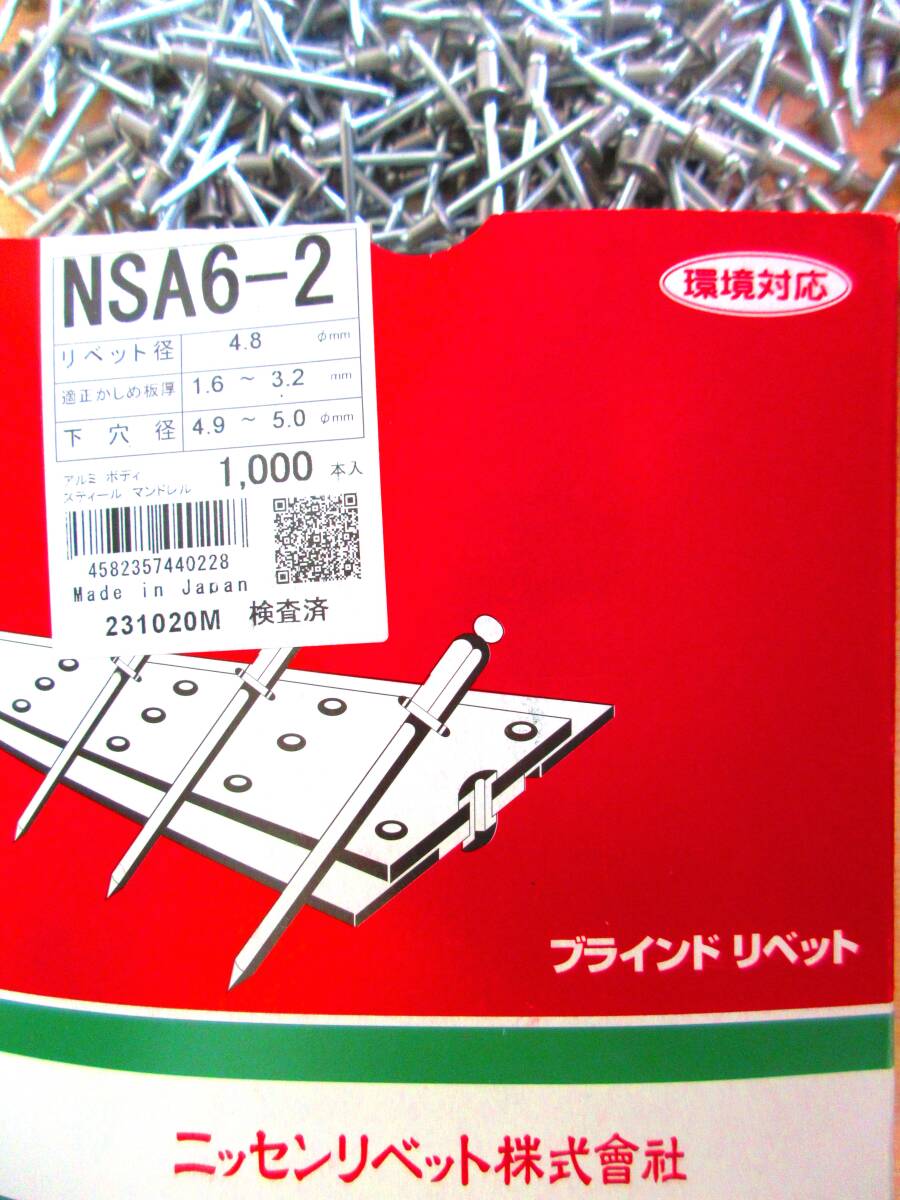 NSA6-2
環境対応
リベット径 4.8 φmm
適正かしめ板厚 1.6 ~ 3.2 mm
下穴径 4.9 ~ 5.0 φmm
アルミ ボディ
スティール マンドレル
1,000 本入
4582357440228
Made in Japan
231020M 検査済
ブラインド リベット
ニッセンリベット株式會社